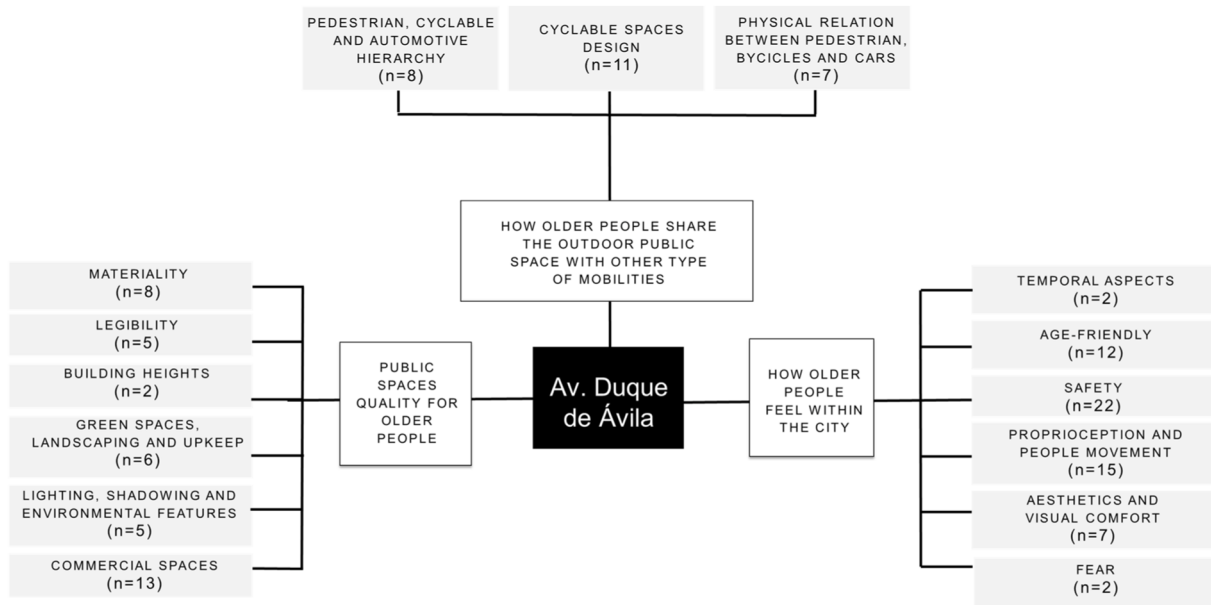 PEDESTRIAN, CYCLABLE
AND AUTOMOTIVE
HIERARCHY
(n=8)
CYCLABLE SPACES
DESIGN
(n=11)
PHYSICAL RELATION
BETWEEN PEDESTRIAN,
BYCICLES AND CARS
(n=7)
HOW OLDER PEOPLE SHARE
THE OUTDOOR PUBLIC
SPACE WITH OTHER TYPE
OF MOBILITIES
MATERIALITY
(n=8)
LEGIBILITY
(n=5)
BUILDING HEIGHTS
(n=2)
GREEN SPACES,
LANDSCAPING AND UPKEEP
(n=6)
LIGHTING, SHADOWING AND
ENVIRONMENTAL FEATURES
(n=5)
COMMERCIAL SPACES
(n=13)
PUBLIC
SPACES
QUALITY FOR
OLDER
PEOPLE
Av. Duque
de Ávila
HOW OLDER
PEOPLE
FEEL WITHIN
THE CITY
TEMPORAL ASPECTS
(n=2)
AGE-FRIENDLY
(n=12)
SAFETY
(n=22)
PROPRIOCEPTION AND
PEOPLE MOVEMENT
(n=15)
AESTHETICS AND
VISUAL COMFORT
(n=7)
FEAR
(n=2)